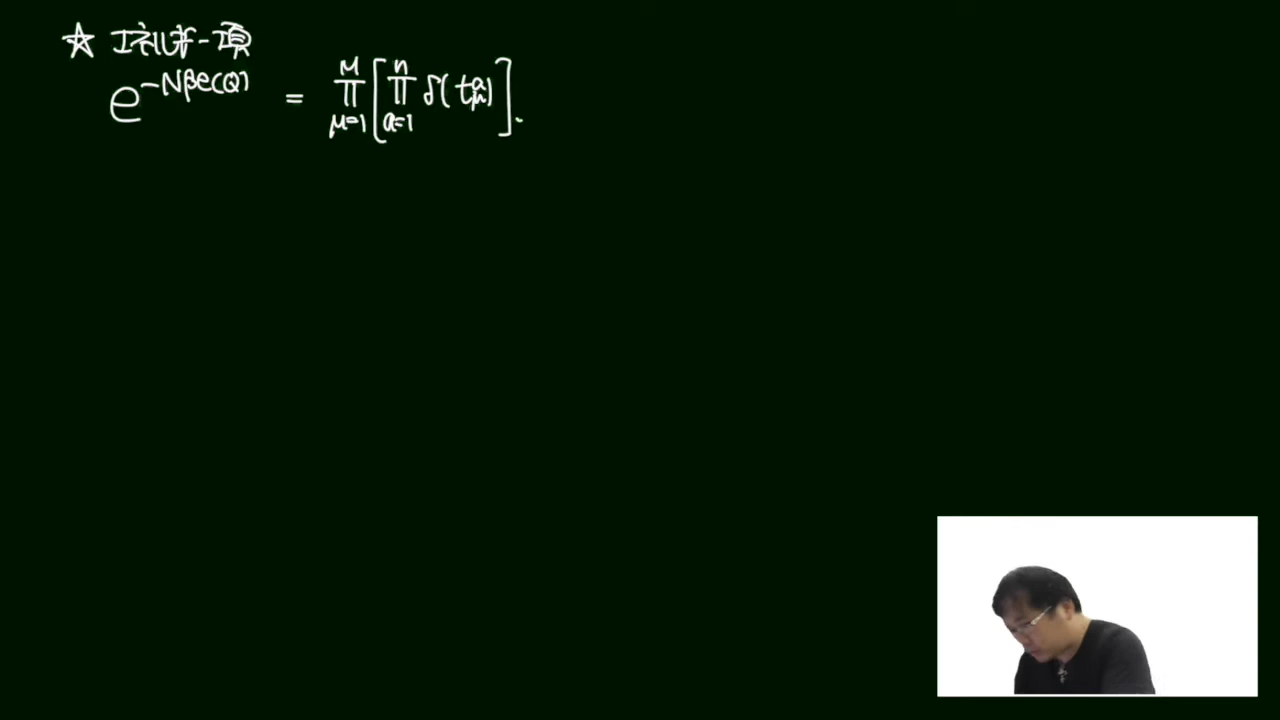 ★ エネルギー項
e^{-Nβe(Q)} = ∏_{μ=1}^{M} [ ∏_{a=1}^{n} δ(t_μ^a) ]